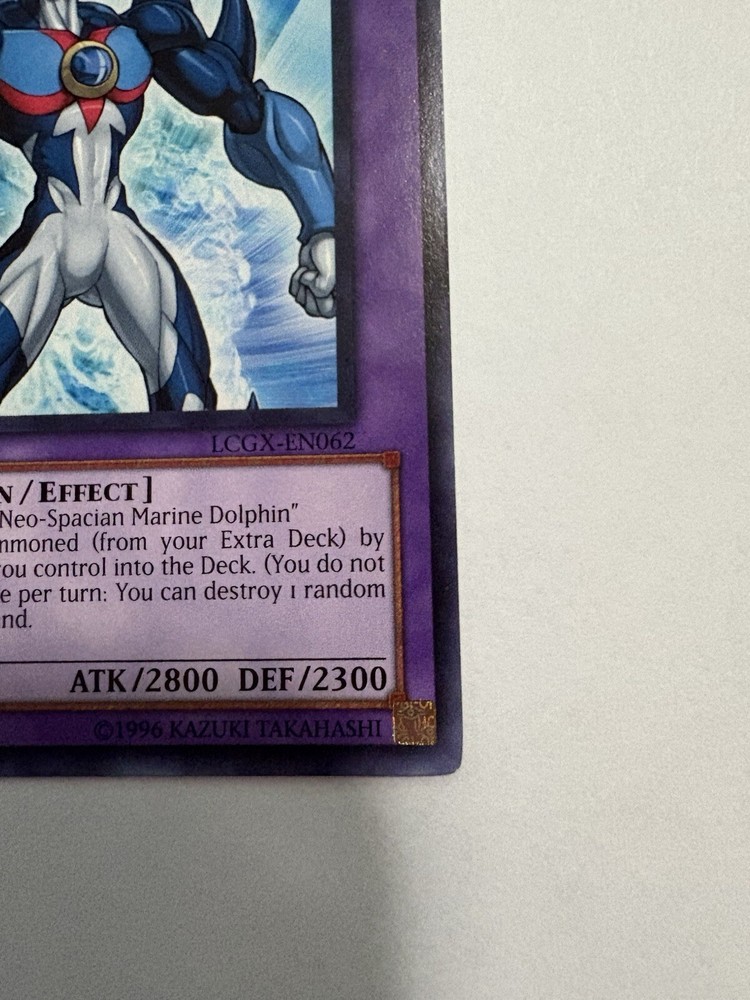 LCGX-EN062
N/EFFECT]
Neo-Spacian Marine Dolphin"
nmoned (from your Extra Deck) by
ou control into the Deck. (You do not
e per turn: You can destroy 1 random
nd.
ATK/2800 DEF/2300
©1996 KAZUKI TAKAHASHI